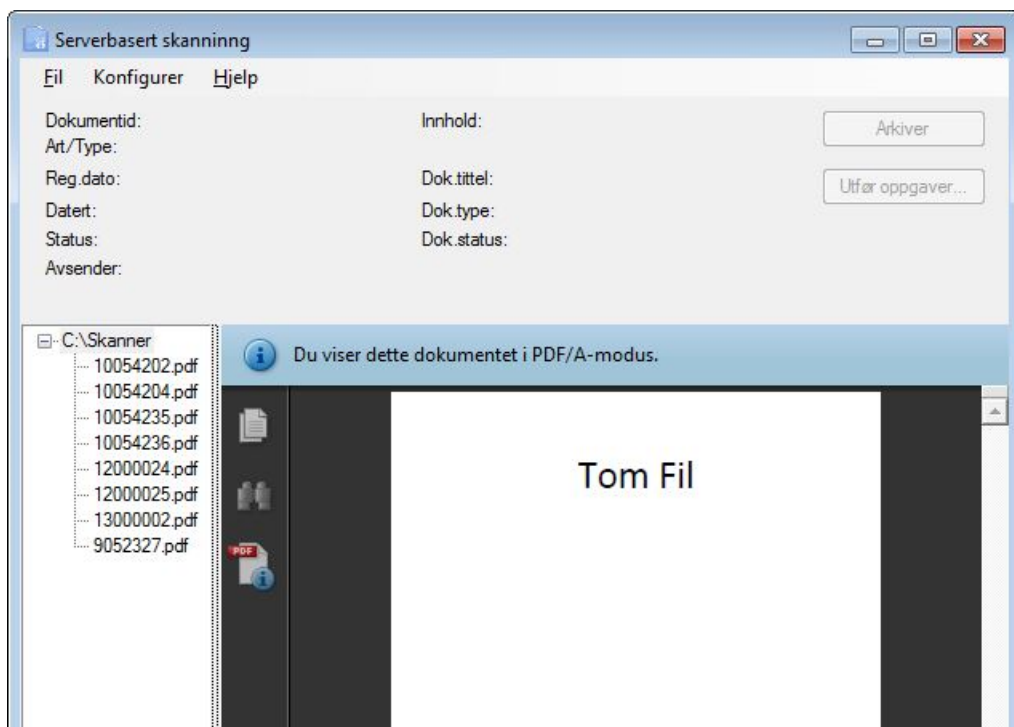 Serverbasert skanninng
Fil Konfigurer Hjelp
Dokumentid: Innhold: Arkiver
Art/Type:
Reg.dato: Dok.tittel: Utfør oppgaver...
Datert: Dok.type:
Status: Dok.status:
Avsender:
C:\Skanner
10054202.pdf
10054204.pdf
10054235.pdf
10054236.pdf
12000024.pdf
12000025.pdf
13000002.pdf
9052327.pdf
Du viser dette dokumentet i PDF/A-modus.
PDF
Tom Fil